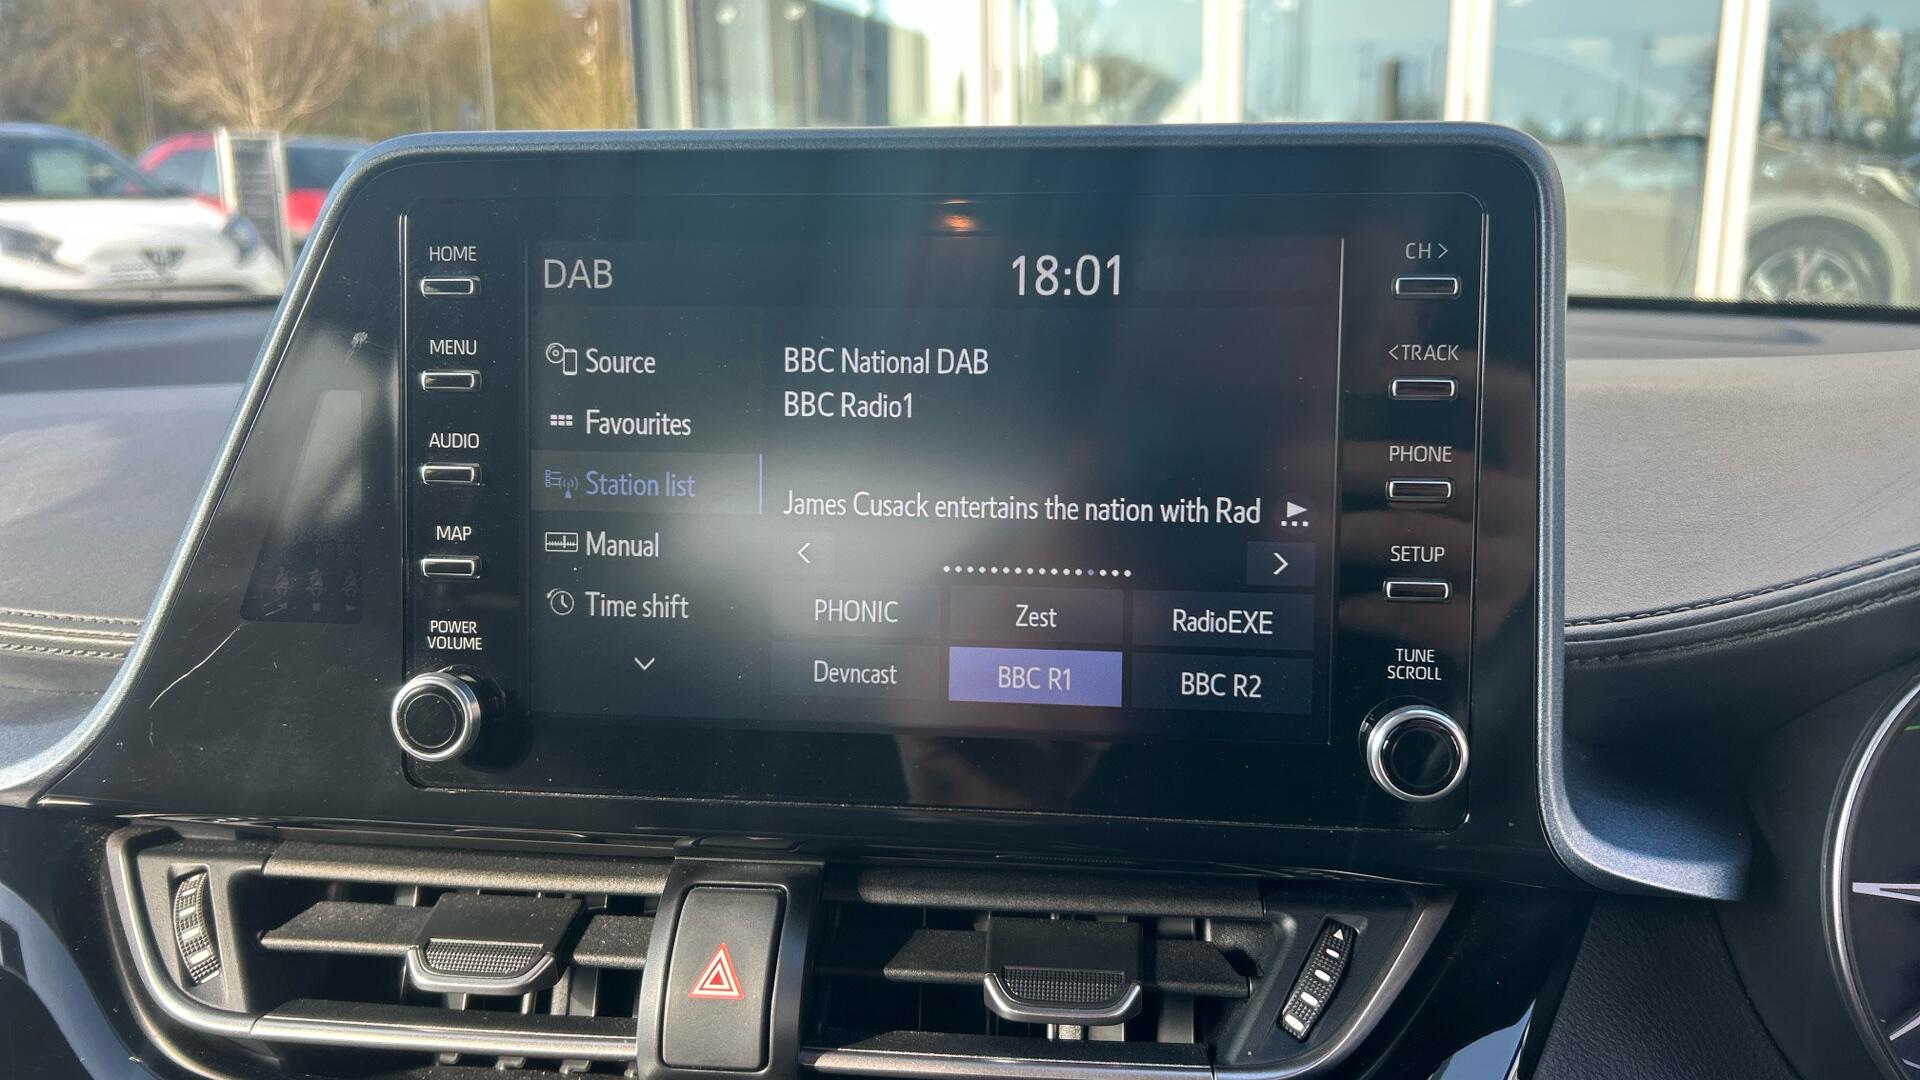 HOME
MENU
AUDIO
MAP
POWER
VOLUME
DAB
18:01
Source
Favourites
Station list
Manual
Time shift
BBC National DAB
BBC Radio1
James Cusack entertains the nation with Rad
PHONIC
Zest
RadioEXE
Devncast
BBC R1
BBC R2
CH >
<TRACK
PHONE
SETUP
TUNE
SCROLL